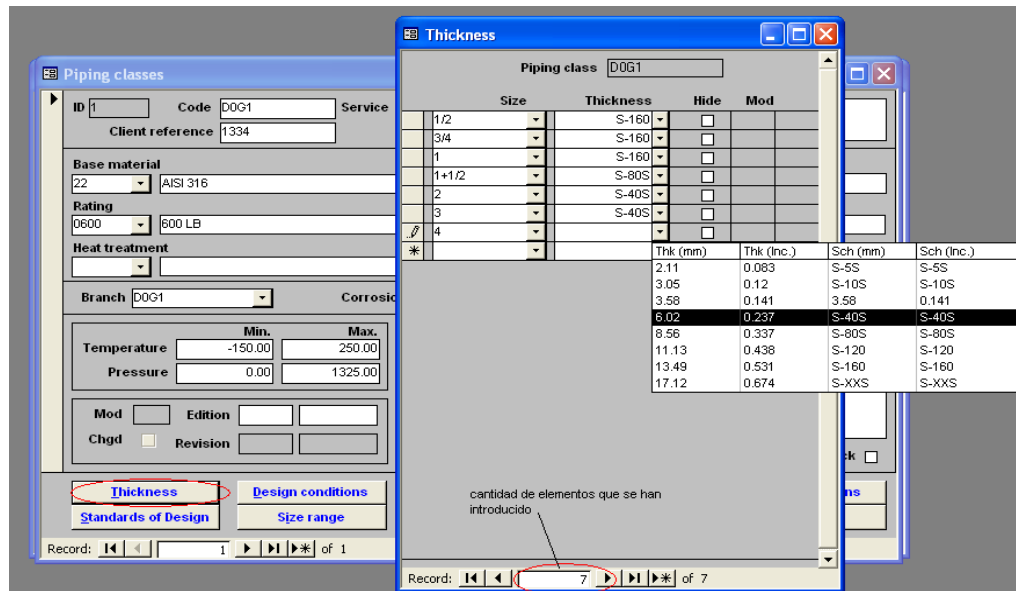 Piping classes
ID 1 Code D0G1 Service
Client reference 1334
Base material
22 AISI 316
Rating
0600 600 LB
Heat treatment
Branch D0G1 Corrosio
Min. Max.
Temperature -150.00 250.00
Pressure 0.00 1325.00
Mod Edition
Chgd Revision
Thickness Design conditions
Standards of Design Size range
Record: 1 of 1
Thickness
Piping class D0G1
Size Thickness Hide Mod
1/2 S-160
3/4 S-160
1 S-160
1+1/2 S-80S
2 S-40S
3 S-40S
4
Thk (mm) Thk (Inc.) Sch (mm) Sch (Inc.)
2.11 0.083 S-5S S-5S
3.05 0.12 S-10S S-10S
3.58 0.141 3.58 0.141
6.02 0.237 S-40S S-40S
8.56 0.337 S-80S S-80S
11.13 0.438 S-120 S-120
13.49 0.531 S-160 S-160
17.12 0.674 S-XXS S-XXS
cantidad de elementos que se han
introducido
Record: 7 of 7
:k
ns